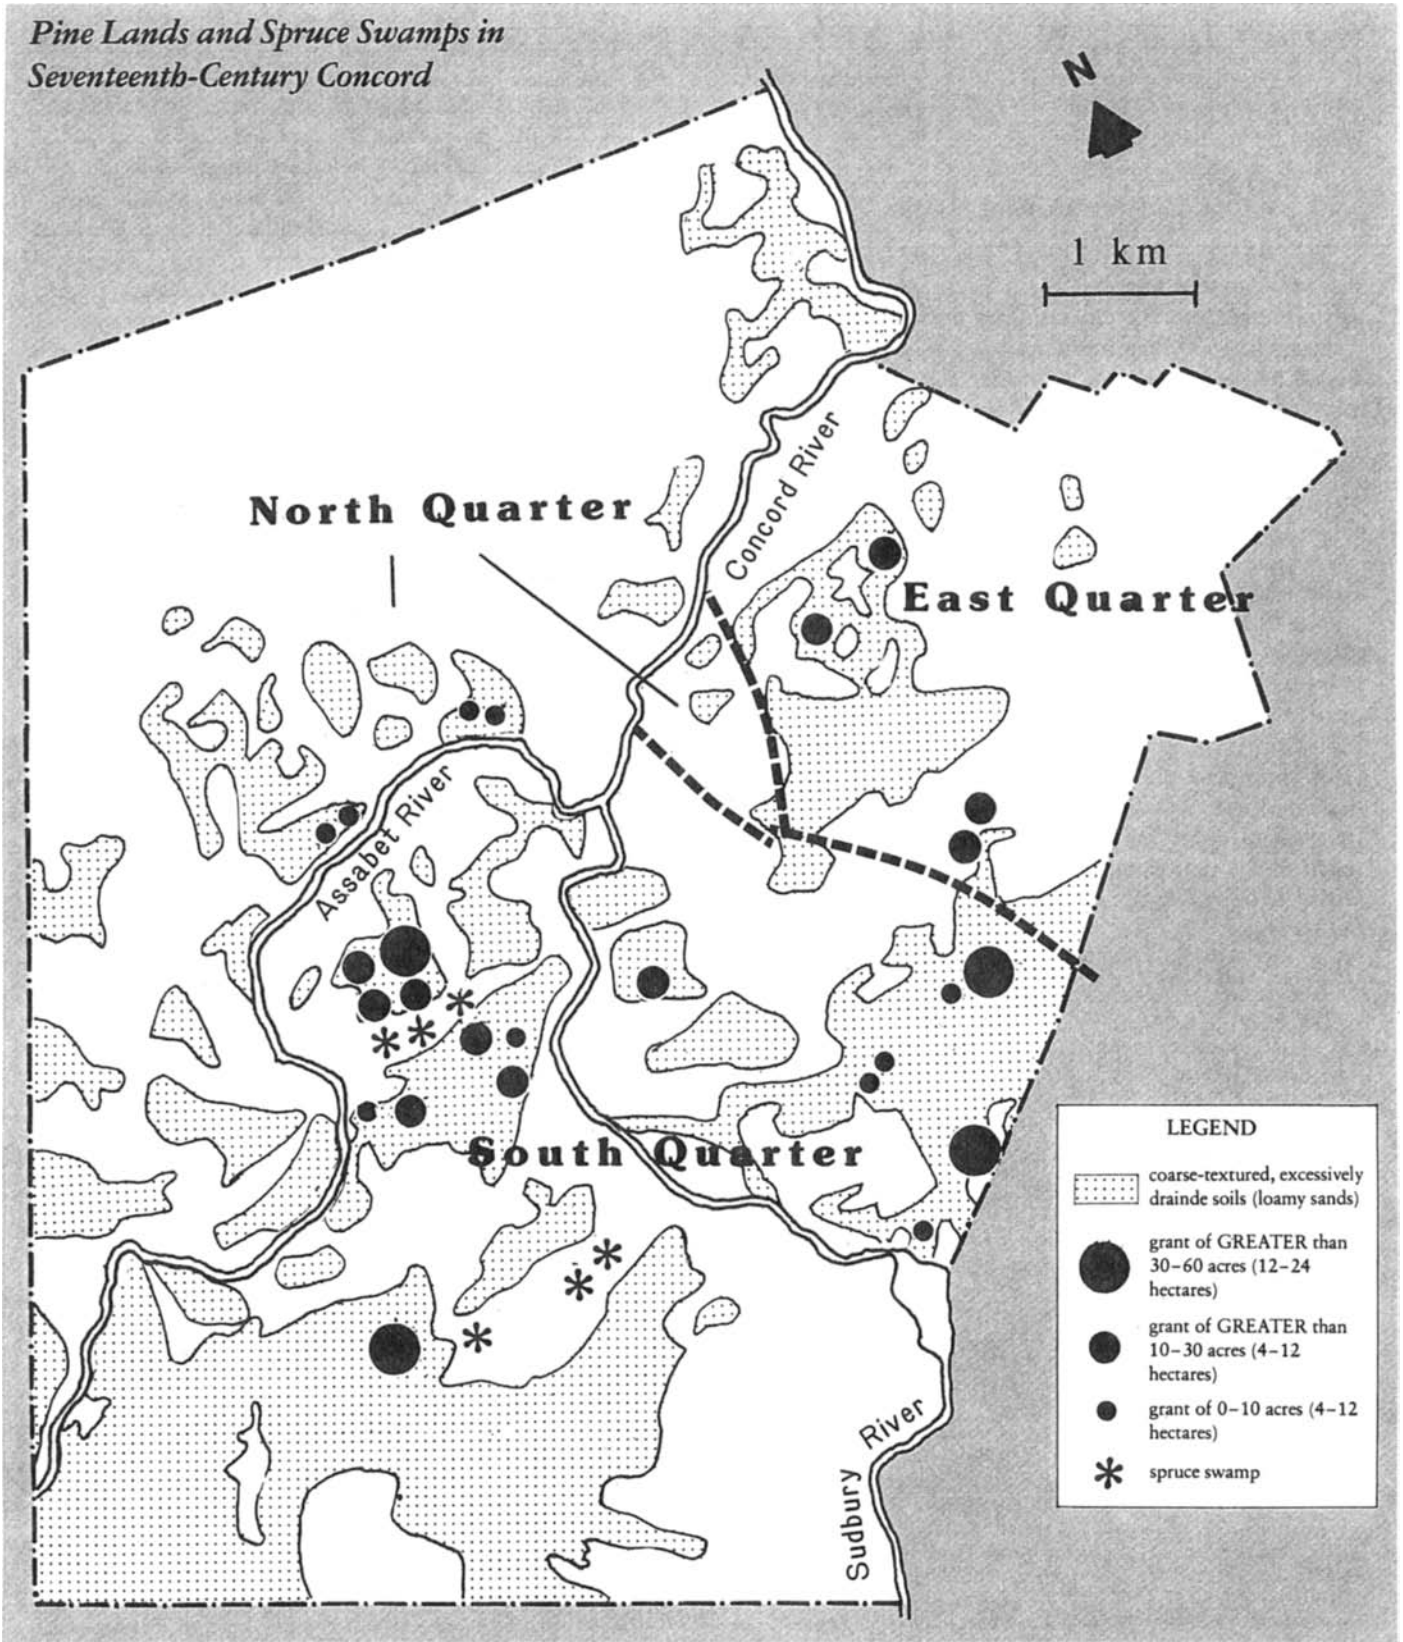 Pine Lands and Spruce Swamps in
Seventeenth-Century Concord
N
1 km
Concord River
North Quarter
East Quarter
Assabet River
South Quarter
Sudbury River
LEGEND
coarse-textured, excessively
drainde soils (loamy sands)
grant of GREATER than
30–60 acres (12–24
hectares)
grant of GREATER than
10–30 acres (4–12
hectares)
grant of 0–10 acres (4–12
hectares)
spruce swamp